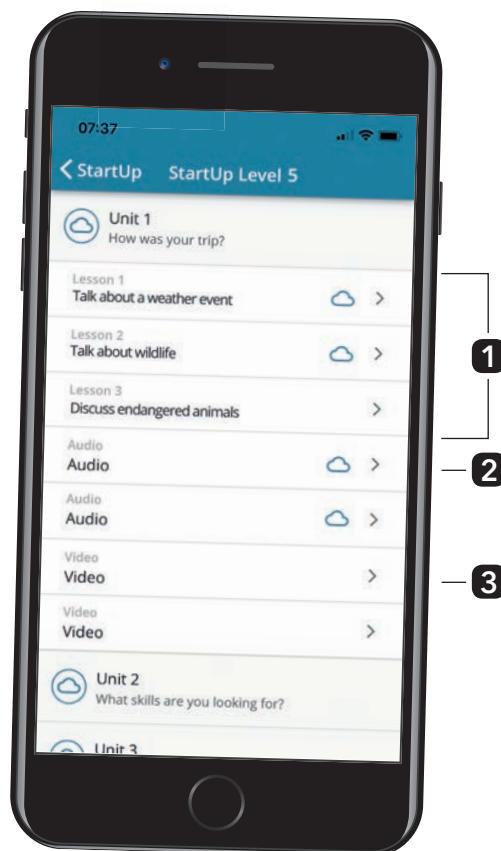 07:37
StartUp StartUp Level 5
Unit 1
How was your trip?
Lesson 1
Talk about a weather event
Lesson 2
Talk about wildlife
Lesson 3
Discuss endangered animals
1
Audio
Audio
2
Audio
Audio
Video
Video
3
Video
Video
Unit 2
What skills are you looking for?
Unit 3